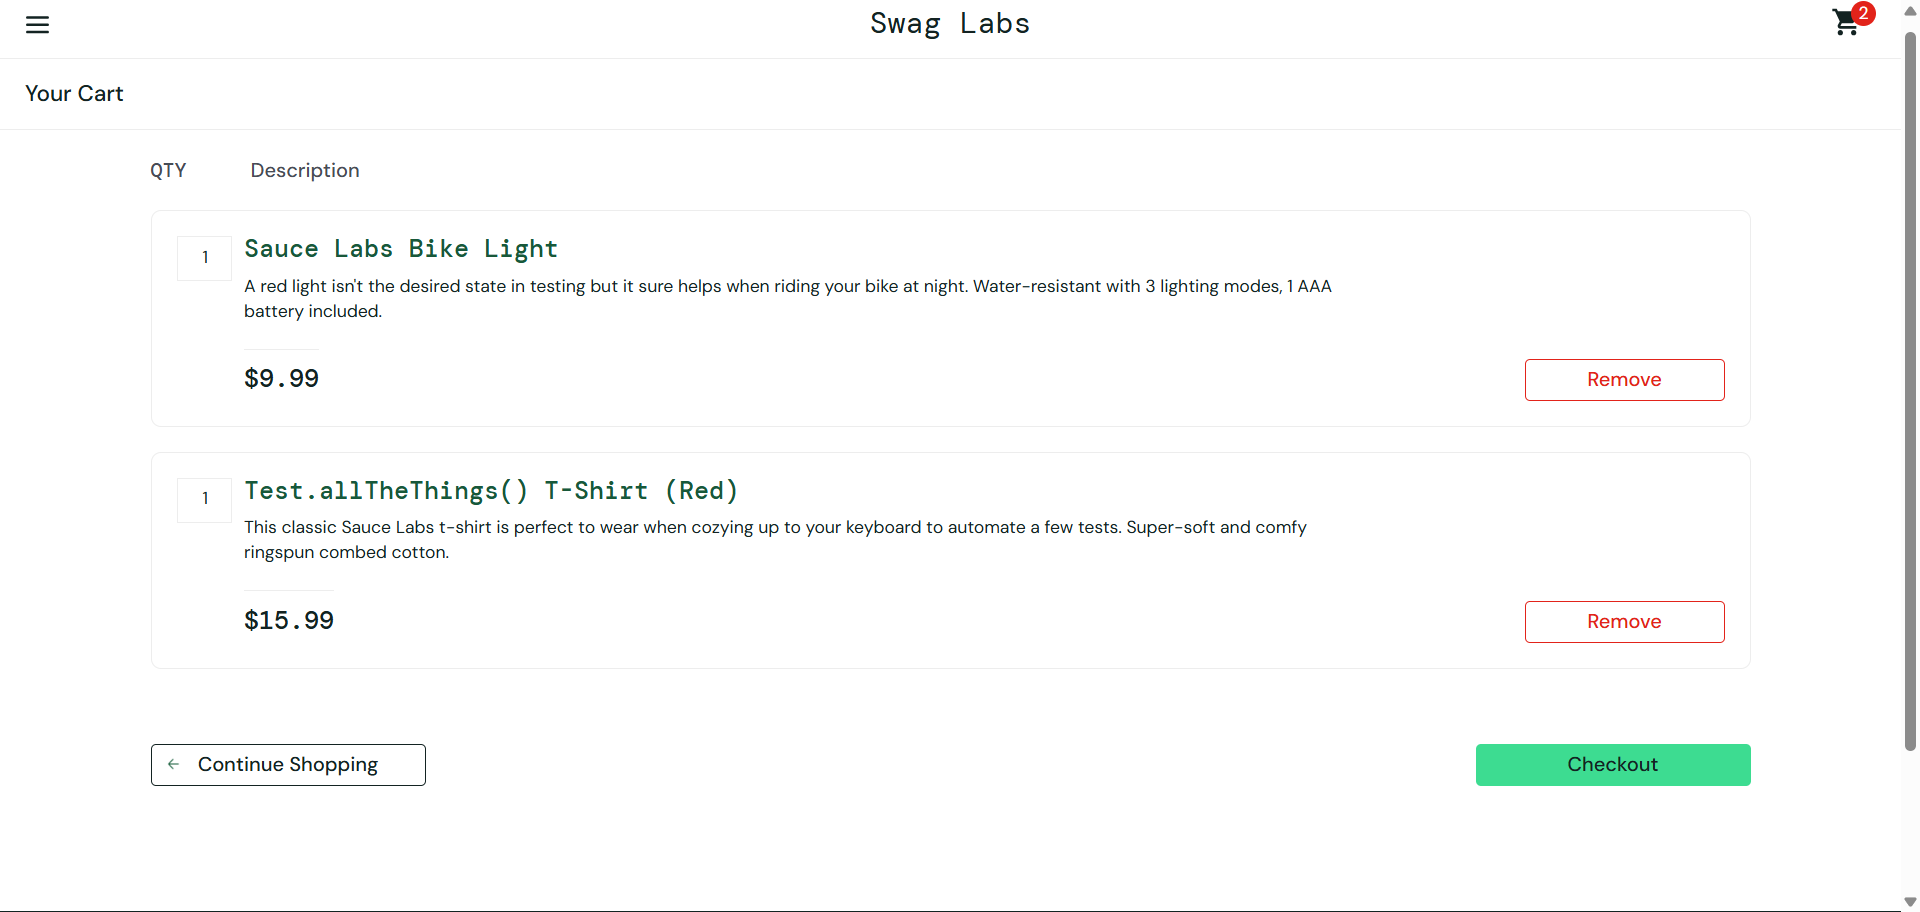 Swag Labs
2
Your Cart
QTY Description
1
Sauce Labs Bike Light
A red light isn't the desired state in testing but it sure helps when riding your bike at night. Water-resistant with 3 lighting modes, 1 AAA
battery included.
$9.99
Remove
1
Test.allTheThings() T-Shirt (Red)
This classic Sauce Labs t-shirt is perfect to wear when cozying up to your keyboard to automate a few tests. Super-soft and comfy
ringspun combed cotton.
$15.99
Remove
Continue Shopping
Checkout